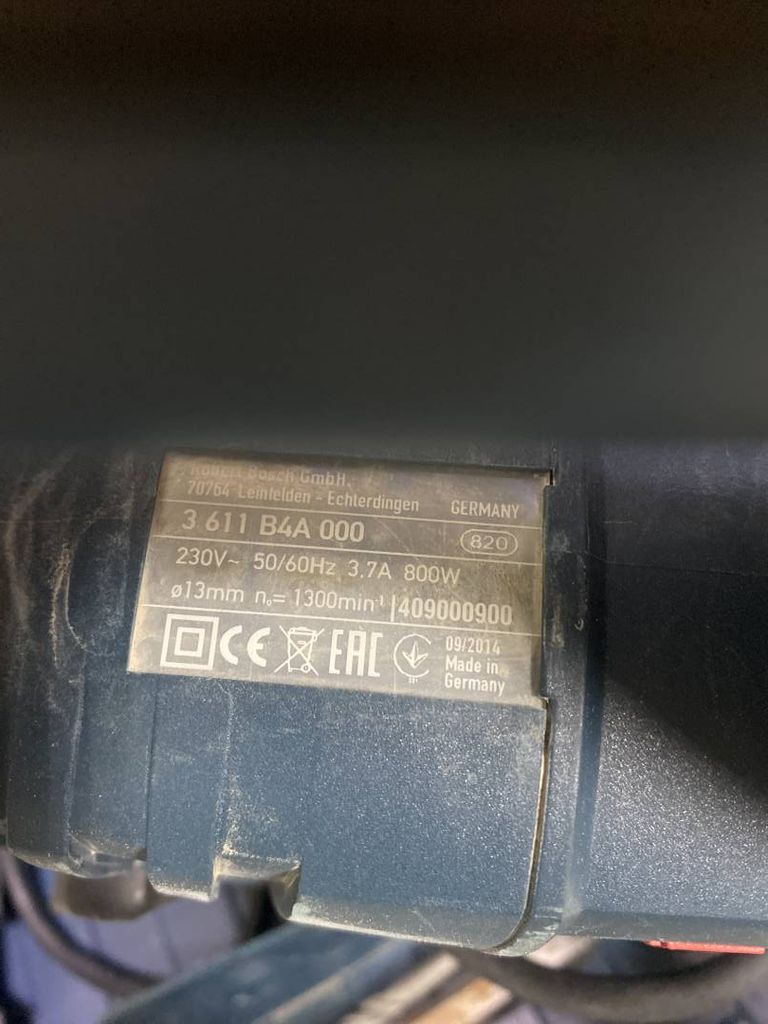 Robert Bosch GmbH.
70764 Leinfelden - Echterdingen GERMANY
3 611 B4A 000 820
230V~ 50/60Hz 3.7A 800W
ø13mm n₀= 1300min⁻¹ 409000900
CE EAC 09/2014
Made in
Germany